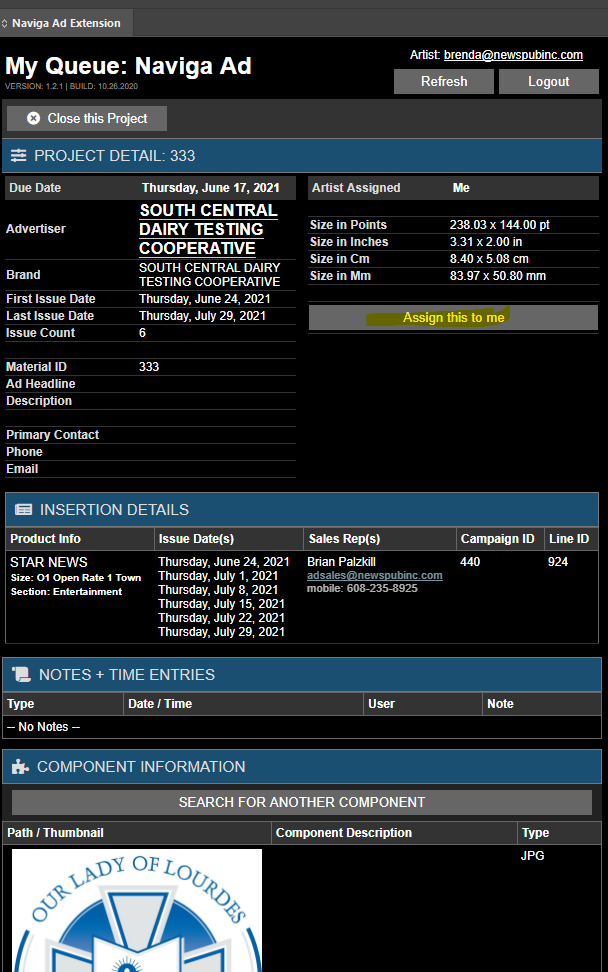 Naviga Ad Extension
My Queue: Naviga Ad
VERSION: 1.2.1 | BUILD: 10.26.2020
Artist: brenda@newspubinc.com
Refresh Logout
Close this Project
PROJECT DETAIL: 333
Due Date Thursday, June 17, 2021
Advertiser SOUTH CENTRAL
DAIRY TESTING
COOPERATIVE
Brand SOUTH CENTRAL DAIRY
TESTING COOPERATIVE
First Issue Date Thursday, June 24, 2021
Last Issue Date Thursday, July 29, 2021
Issue Count 6
Material ID 333
Ad Headline
Description
Primary Contact
Phone
Email
Artist Assigned Me
Size in Points 238.03 x 144.00 pt
Size in Inches 3.31 x 2.00 in
Size in Cm 8.40 x 5.08 cm
Size in Mm 83.97 x 50.80 mm
Assign this to me
INSERTION DETAILS
Product Info Issue Date(s) Sales Rep(s) Campaign ID Line ID
STAR NEWS Thursday, June 24, 2021 Brian Palzkill 440 924
Size: O1 Open Rate 1 Town Thursday, July 1, 2021 adsales@newspubinc.com
Section: Entertainment Thursday, July 8, 2021 mobile: 608-235-8925
Thursday, July 15, 2021
Thursday, July 22, 2021
Thursday, July 29, 2021
NOTES + TIME ENTRIES
Type Date / Time User Note
-- No Notes --
COMPONENT INFORMATION
SEARCH FOR ANOTHER COMPONENT
Path / Thumbnail Component Description Type
JPG
OUR LADY OF LOURDES